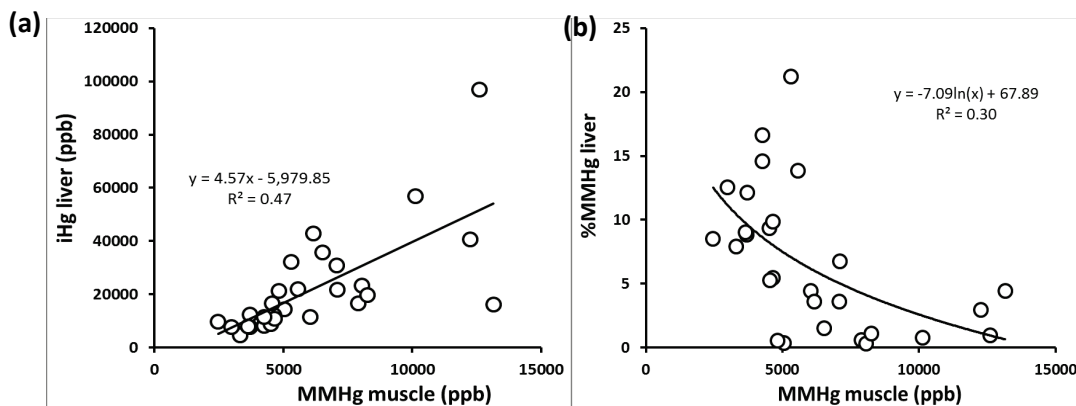 (a)
120000
100000
80000
60000
40000
20000
0
iHg liver (ppb)
y = 4.57x - 5,979.85
R² = 0.47
0 5000 10000 15000
MMHg muscle (ppb)
(b)
25
20
15
10
5
0
%MMHg liver
y = -7.09ln(x) + 67.89
R² = 0.30
0 5000 10000 15000
MMHg muscle (ppb)